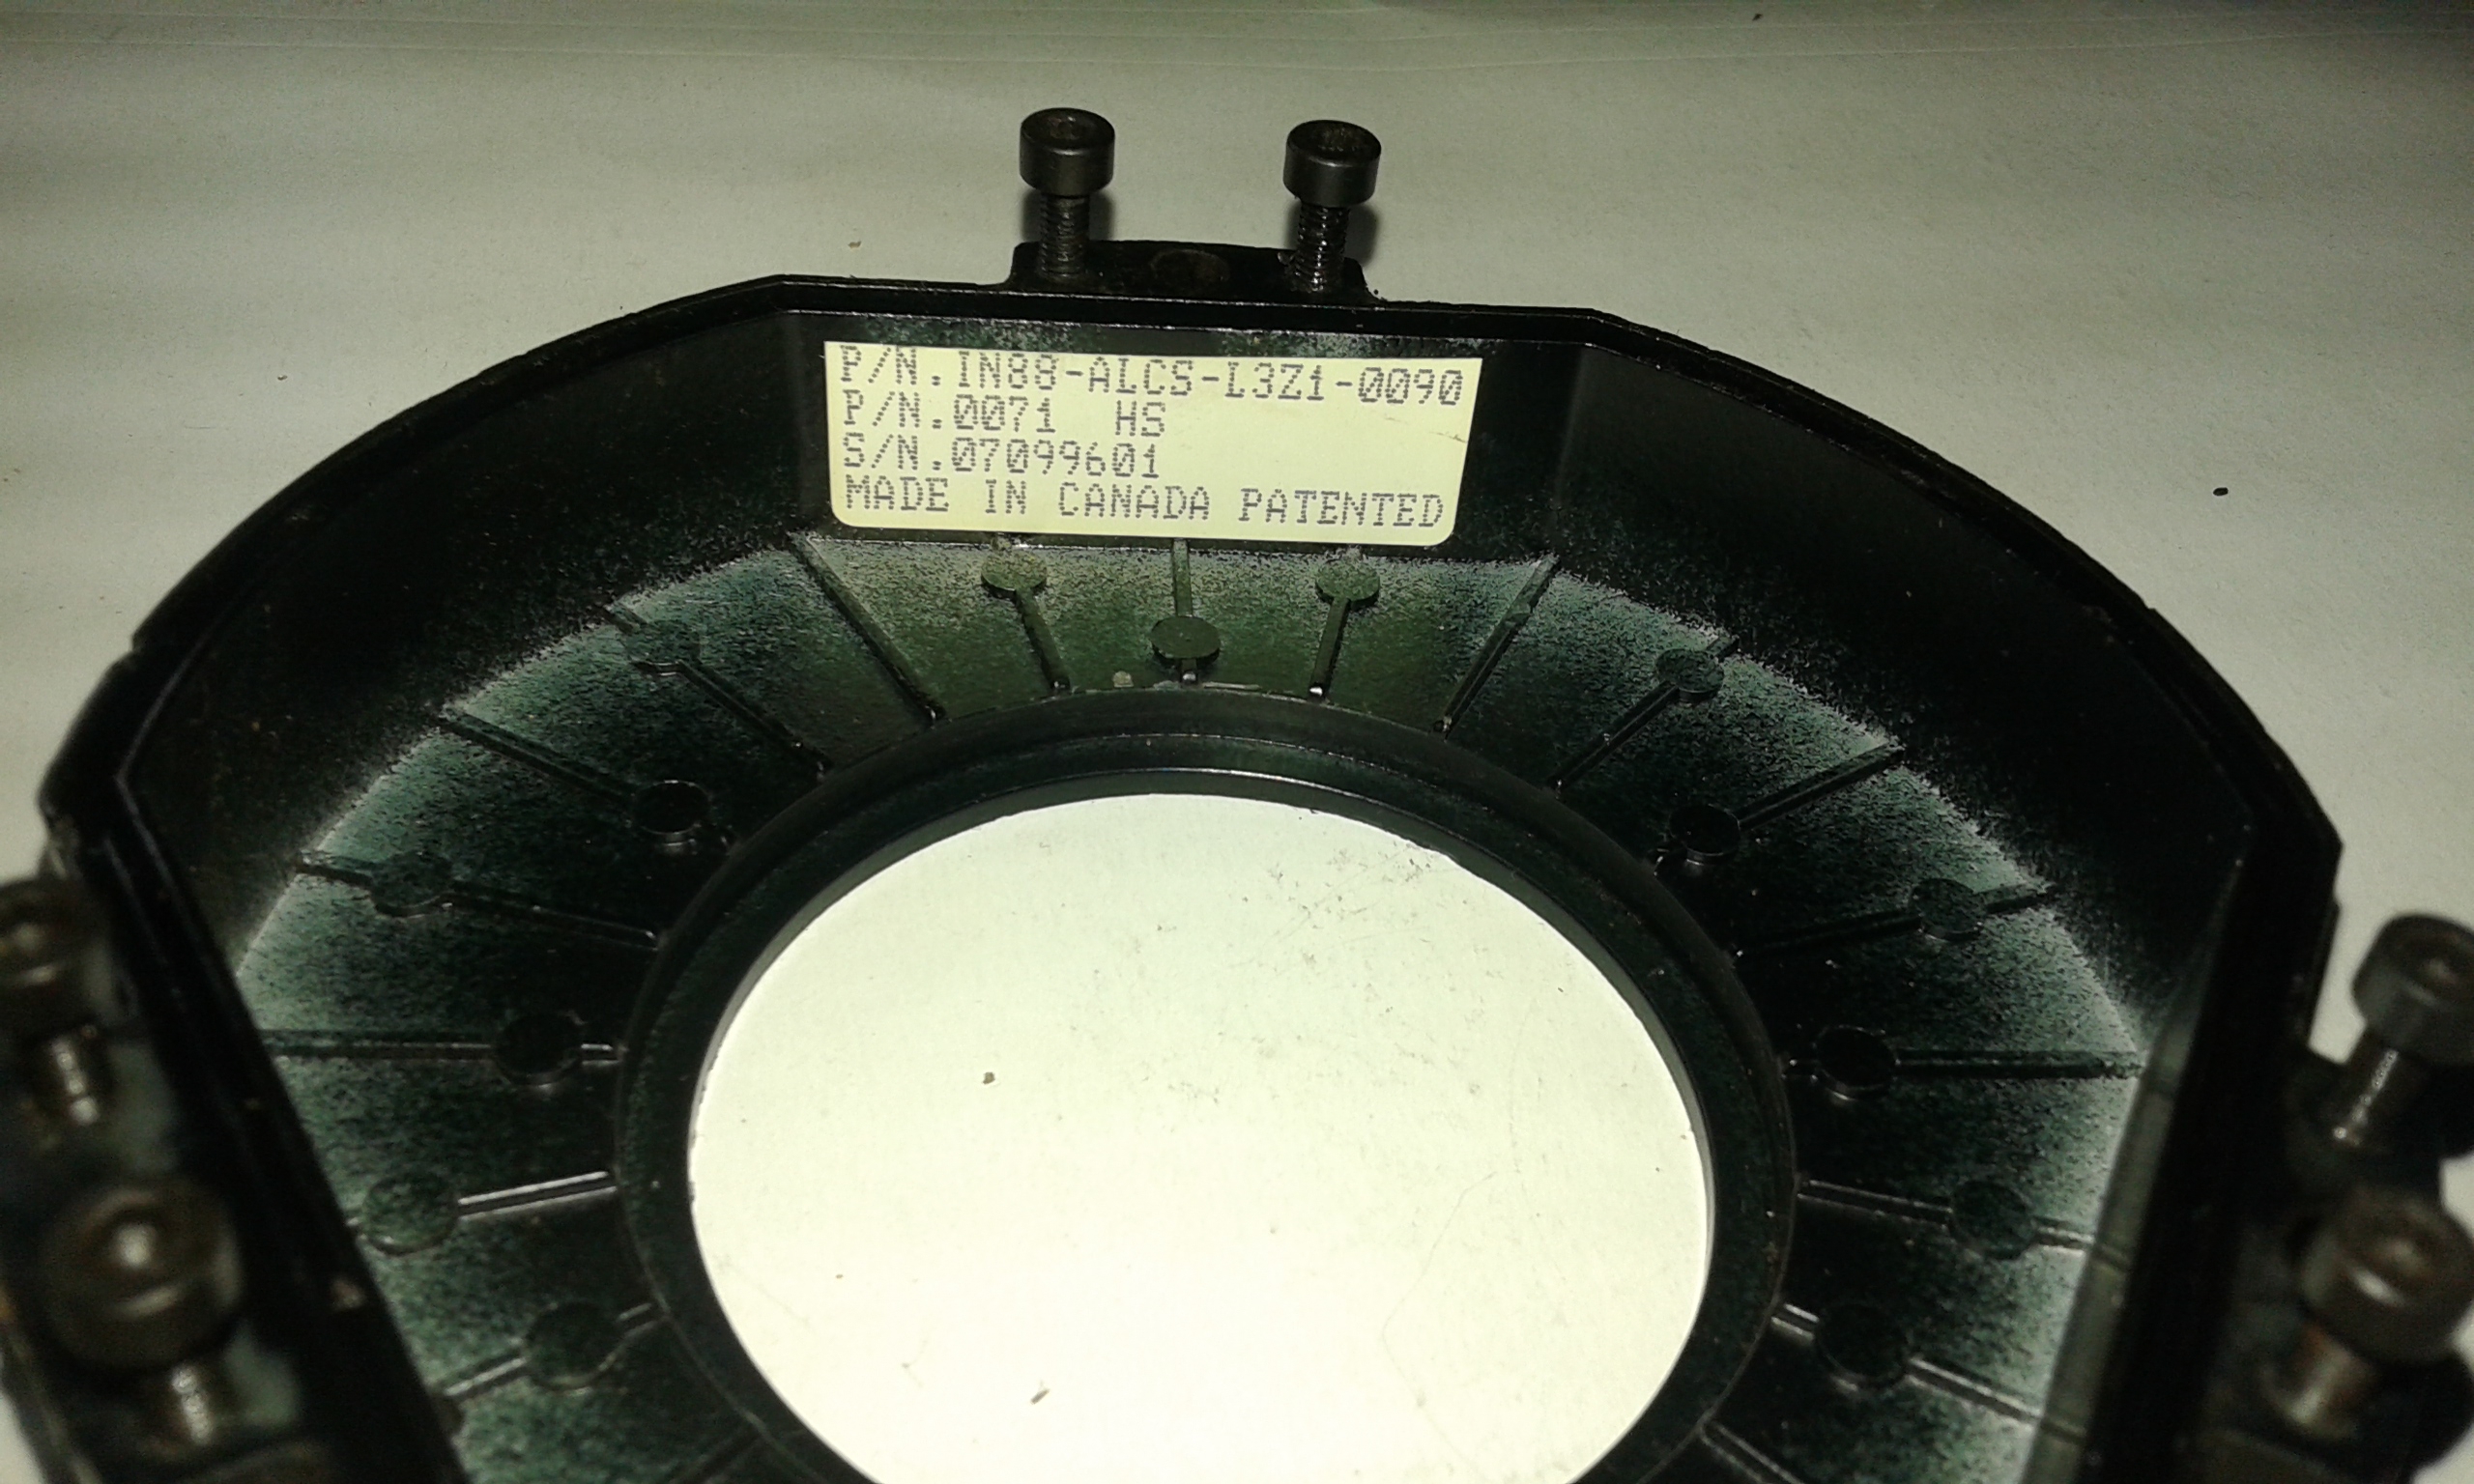 P/N.IN88-ALCS-L3Z1-0090
P/N.0071 HS
S/N.07099601
MADE IN CANADA PATENTED